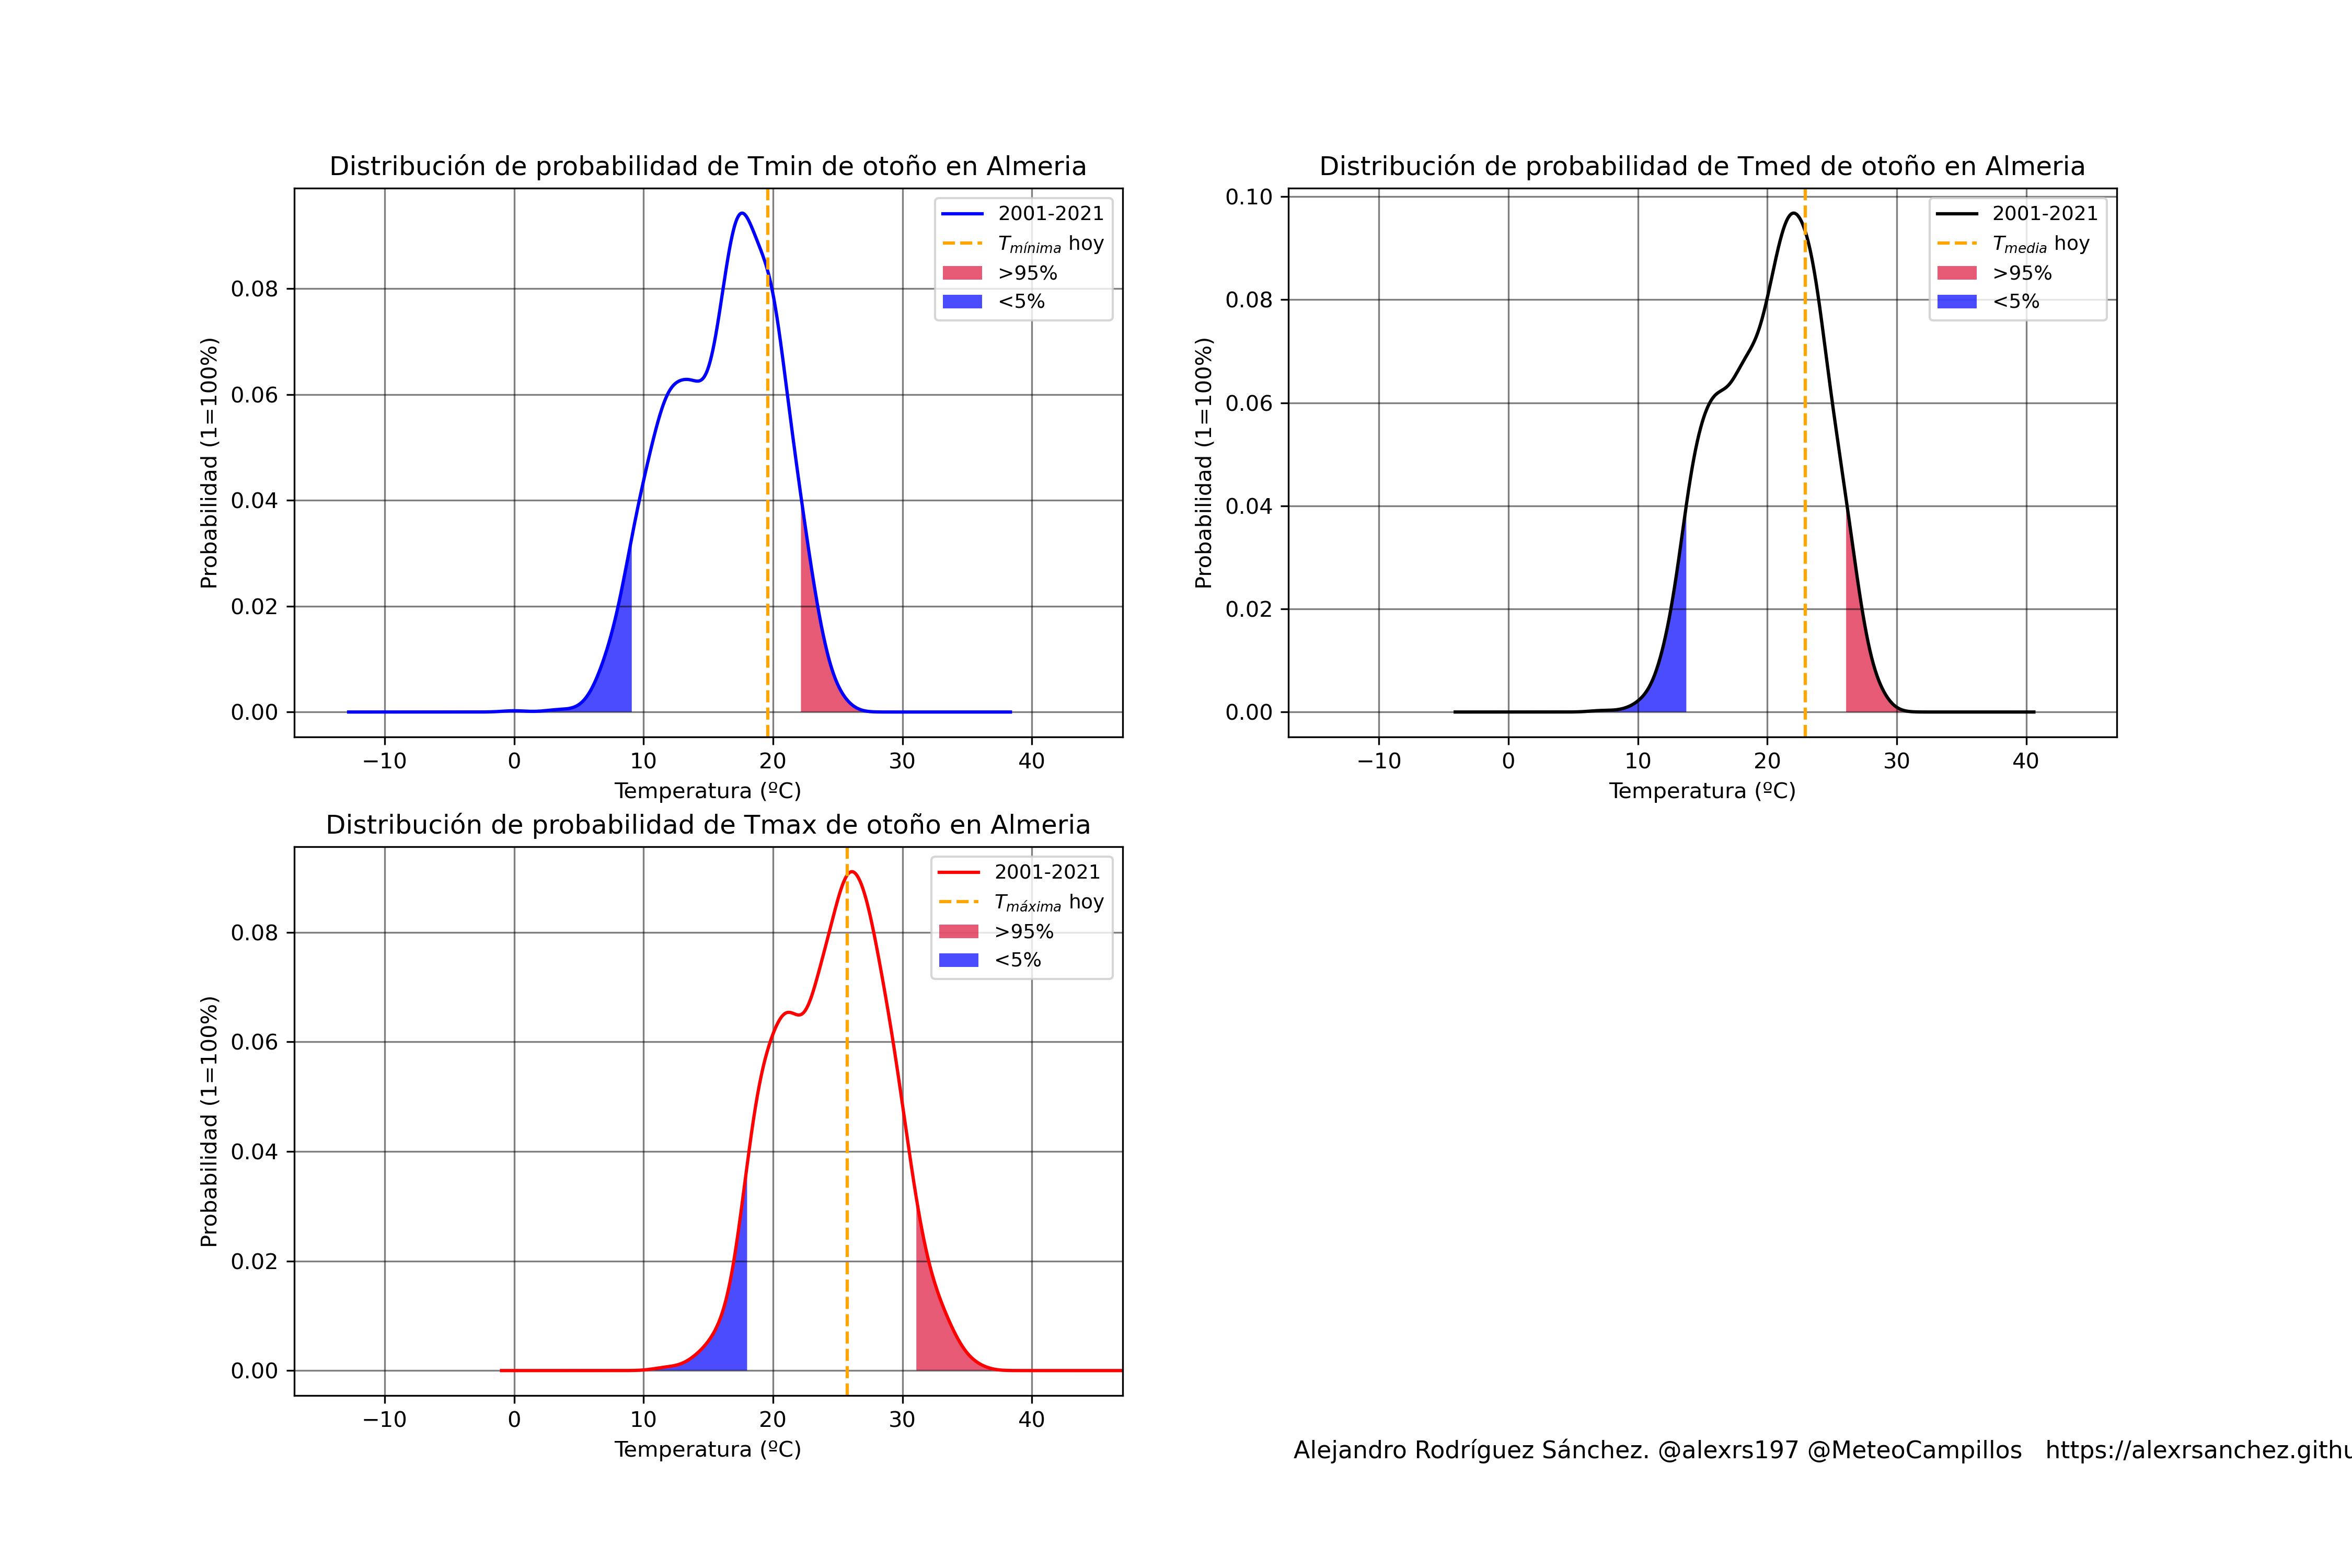 Distribución de probabilidad de Tmin de otoño en Almeria
Probabilidad (1=100%)
0.08
0.06
0.04
0.02
0.00
−10 0 10 20 30 40
Temperatura (ºC)
2001-2021
Tmínima hoy
>95%
<5%
Distribución de probabilidad de Tmed de otoño en Almeria
Probabilidad (1=100%)
0.10
0.08
0.06
0.04
0.02
0.00
−10 0 10 20 30 40
Temperatura (ºC)
2001-2021
Tmedia hoy
>95%
<5%
Distribución de probabilidad de Tmax de otoño en Almeria
Probabilidad (1=100%)
0.08
0.06
0.04
0.02
0.00
−10 0 10 20 30 40
Temperatura (ºC)
2001-2021
Tmáxima hoy
>95%
<5%
Alejandro Rodríguez Sánchez. @alexrs197 @MeteoCampillos https://alexrsanchez.githu